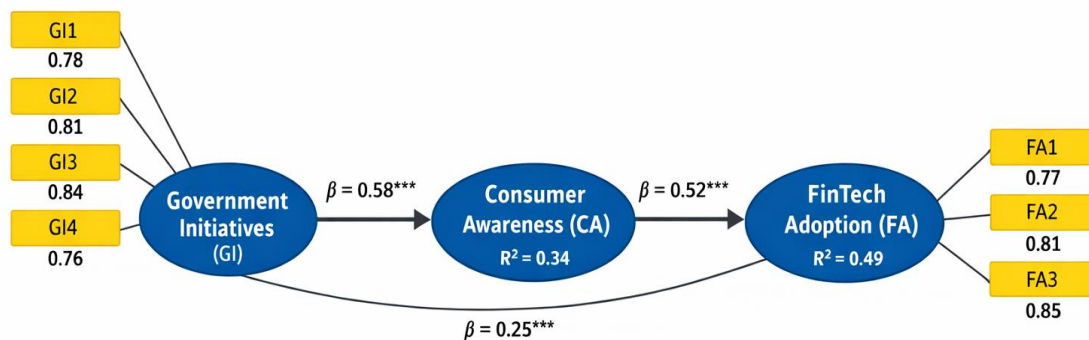 GI1
0.78
GI2
0.81
GI3
0.84
GI4
0.76
Government
Initiatives
(GI)
β = 0.58***
Consumer
Awareness (CA)
R² = 0.34
β = 0.52***
FinTech
Adoption (FA)
R² = 0.49
FA1
0.77
FA2
0.81
FA3
0.85
β = 0.25***